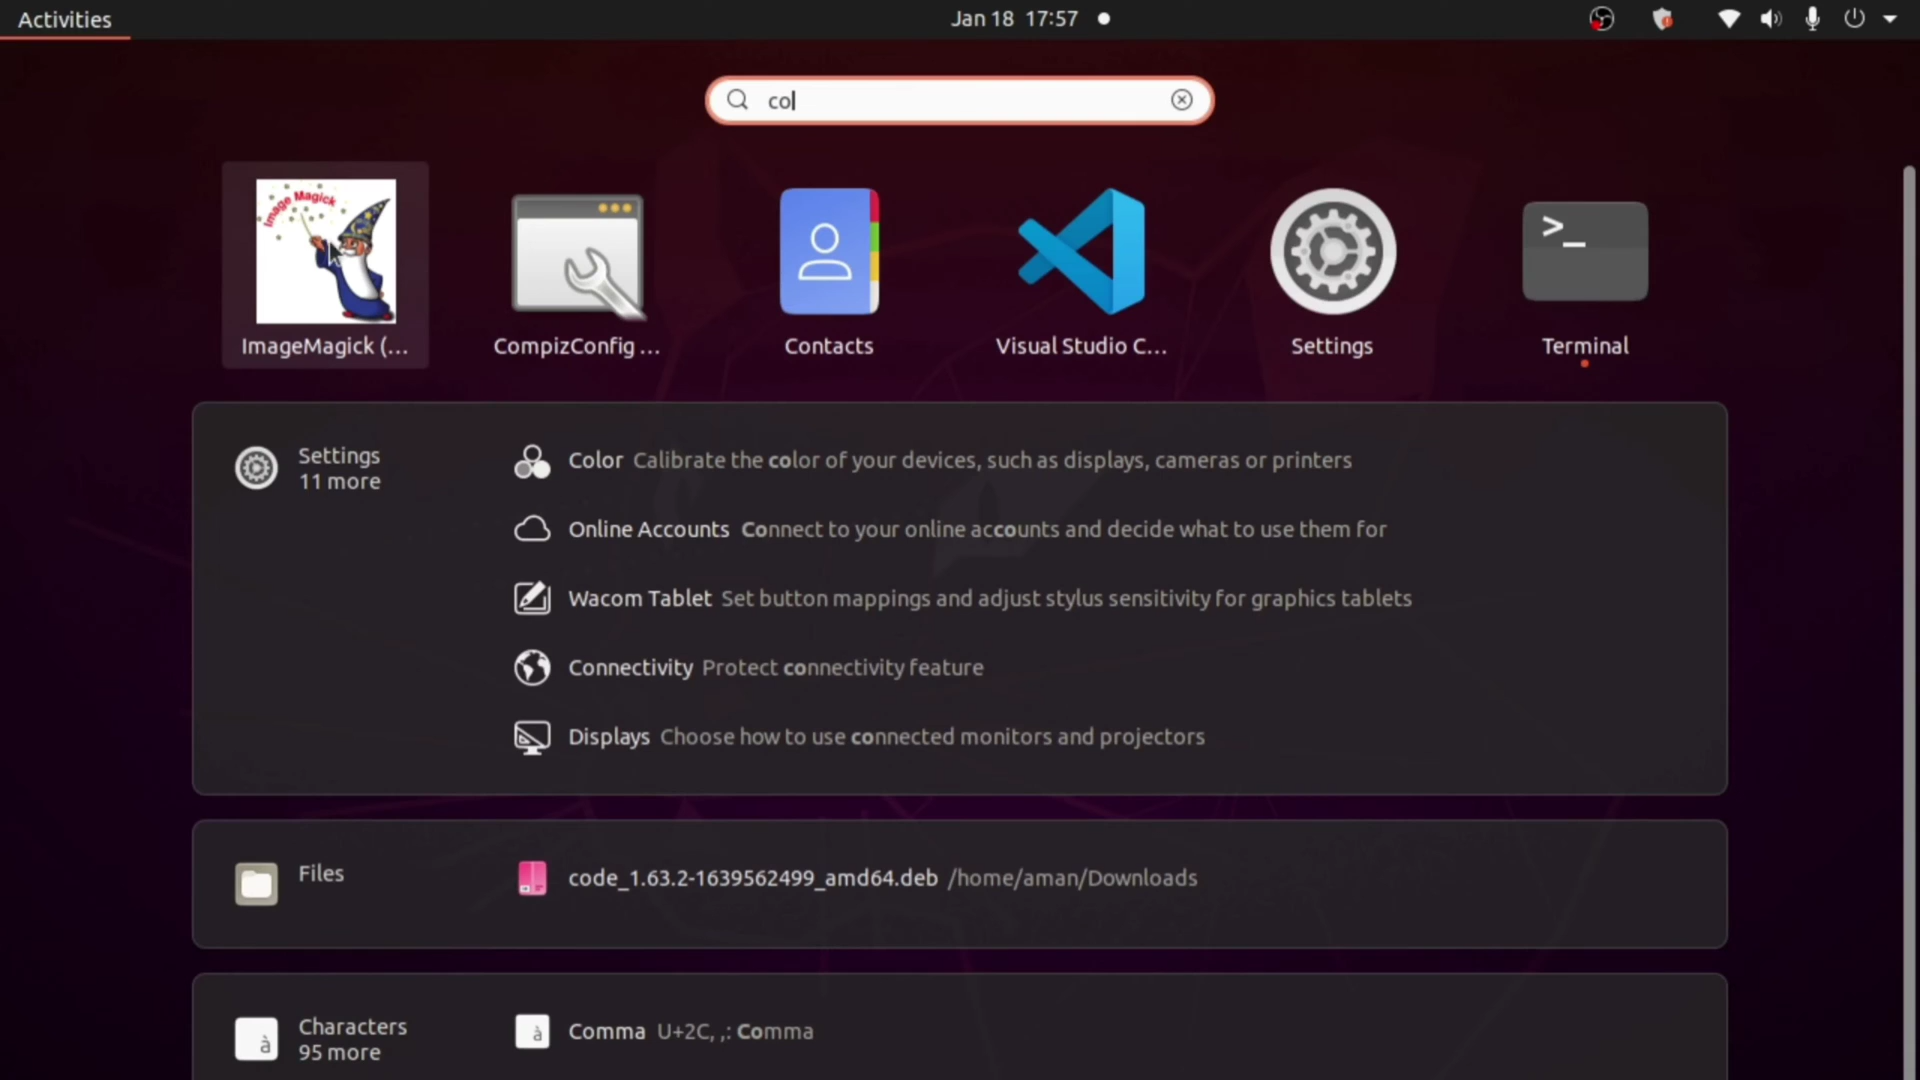 Activities
Jan 18 17:57
co
Image Magick
ImageMagick (...
CompizConfig ...
Contacts
Visual Studio C...
Settings
>_
Terminal
Settings
11 more
Color Calibrate the color of your devices, such as displays, cameras or printers
Online Accounts Connect to your online accounts and decide what to use them for
Wacom Tablet Set button mappings and adjust stylus sensitivity for graphics tablets
Connectivity Protect connectivity feature
Displays Choose how to use connected monitors and projectors
Files
code_1.63.2-1639562499_amd64.deb /home/aman/Downloads
à
Characters
95 more
à
Comma U+2C, ,: Comma